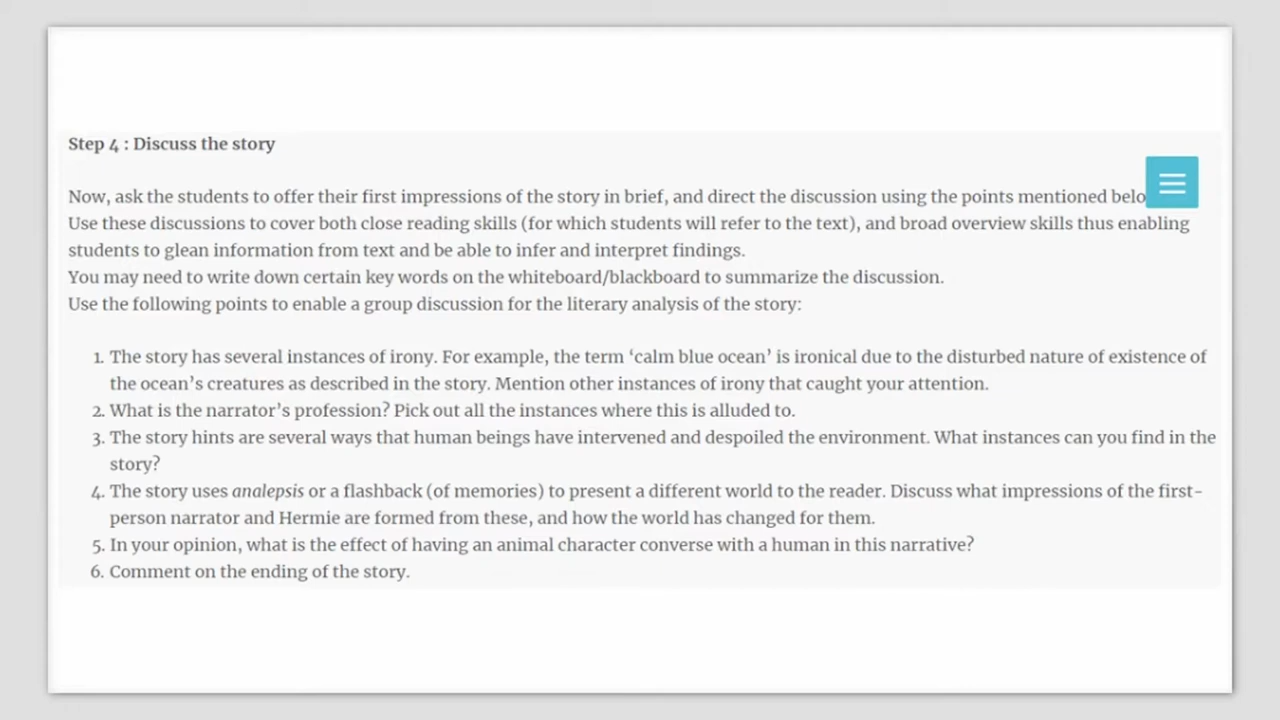 Step 4 : Discuss the story
Now, ask the students to offer their first impressions of the story in brief, and direct the discussion using the points mentioned belo
Use these discussions to cover both close reading skills (for which students will refer to the text), and broad overview skills thus enabling
students to glean information from text and be able to infer and interpret findings.
You may need to write down certain key words on the whiteboard/blackboard to summarize the discussion.
Use the following points to enable a group discussion for the literary analysis of the story:
1. The story has several instances of irony. For example, the term ‘calm blue ocean’ is ironical due to the disturbed nature of existence of
the ocean’s creatures as described in the story. Mention other instances of irony that caught your attention.
2. What is the narrator’s profession? Pick out all the instances where this is alluded to.
3. The story hints are several ways that human beings have intervened and despoiled the environment. What instances can you find in the
story?
4. The story uses analepsis or a flashback (of memories) to present a different world to the reader. Discuss what impressions of the first-
person narrator and Hermie are formed from these, and how the world has changed for them.
5. In your opinion, what is the effect of having an animal character converse with a human in this narrative?
6. Comment on the ending of the story.